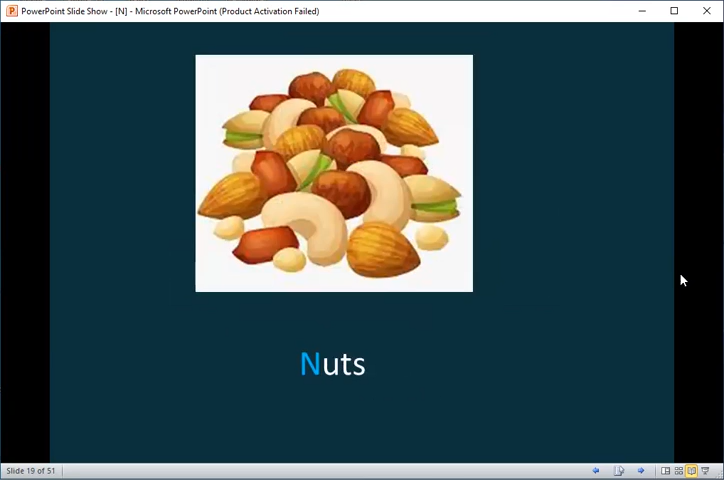 PowerPoint Slide Show - [N] - Microsoft PowerPoint (Product Activation Failed)
Nuts
Slide 19 of 51